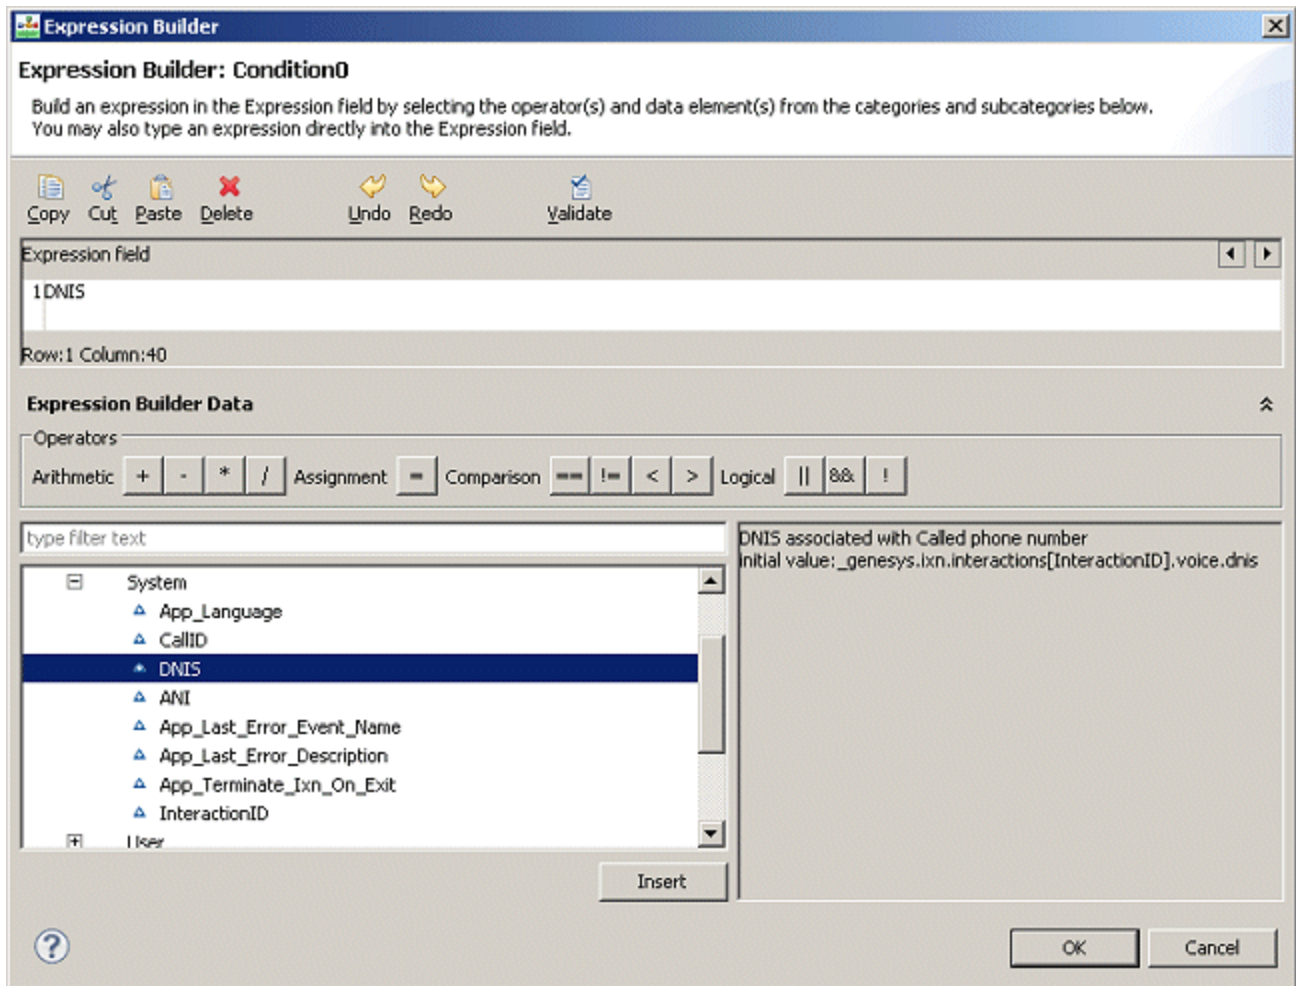 Expression Builder
Expression Builder: Condition0
Build an expression in the Expression field by selecting the operator(s) and data element(s) from the categories and subcategories below.
You may also type an expression directly into the Expression field.
Copy Cut Paste Delete Undo Redo Validate
Expression field
1 DNIS
Row:1 Column:40
Expression Builder Data
Operators
Arithmetic + - * / Assignment = Comparison == != < > Logical || && !
type filter text
System
App_Language
CallID
DNIS
ANI
App_Last_Error_Event_Name
App_Last_Error_Description
App_Terminate_Ixn_On_Exit
InteractionID
User
Insert
DNIS associated with Called phone number
initial value:_genesys.ixn.interactions[InteractionID].voice.dnis
?
OK Cancel